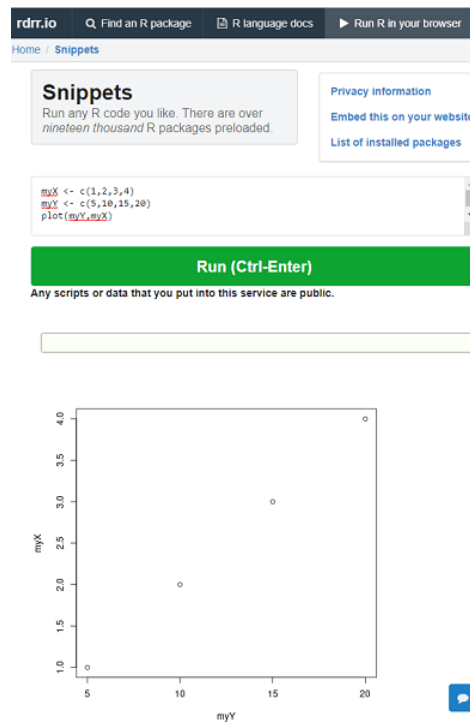 rdrr.io Find an R package R language docs Run R in your browser
Home / Snippets
Snippets
Run any R code you like. There are over
nineteen thousand R packages preloaded.
Privacy information
Embed this on your website
List of installed packages
myX <- c(1,2,3,4)
myY <- c(5,10,15,20)
plot(myY,myX)
Run (Ctrl-Enter)
Any scripts or data that you put into this service are public.
4.0
3.5
3.0
2.5
2.0
1.5
1.0
myX
5 10 15 20
myY